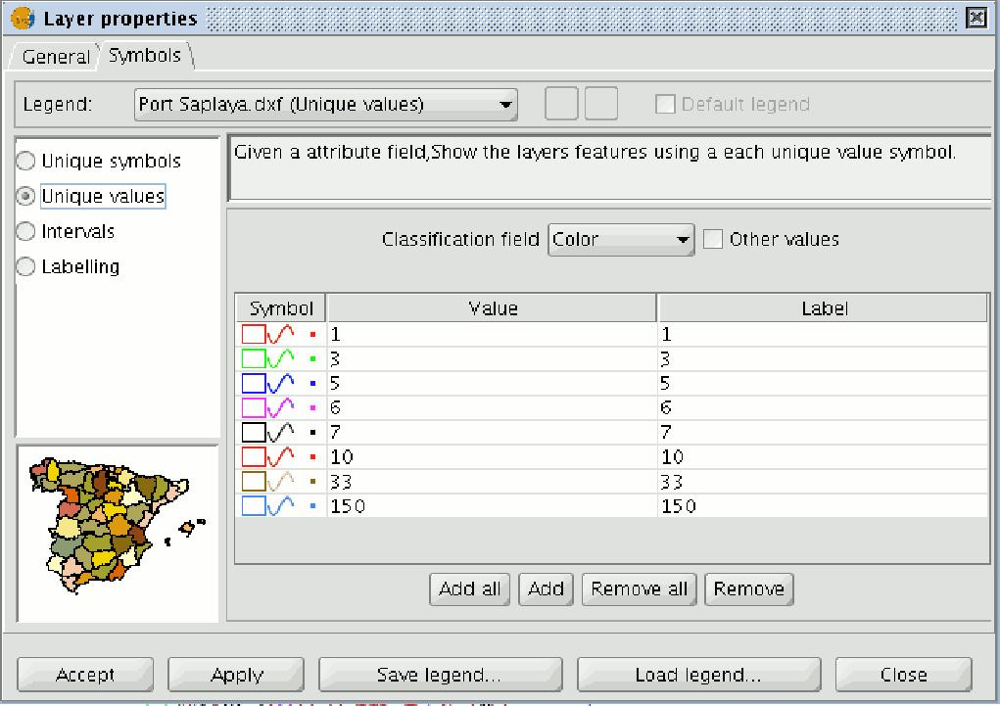 Layer properties
General Symbols
Legend: Port Saplaya.dxf (Unique values) Default legend
Unique symbols
Unique values
Intervals
Labelling
Given a attribute field,Show the layers features using a each unique value symbol.
Classification field Color Other values
Symbol Value Label
1 1
3 3
5 5
6 6
7 7
10 10
33 33
150 150
Add all Add Remove all Remove
Accept Apply Save legend... Load legend... Close